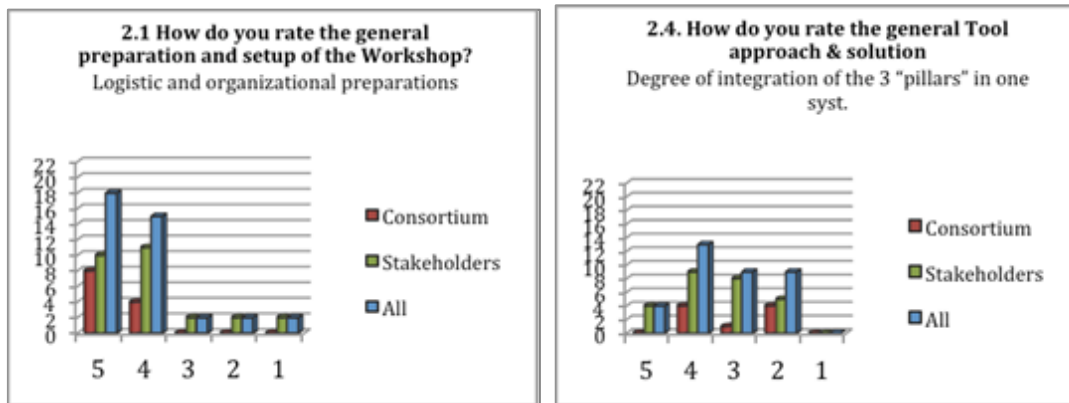 2.1 How do you rate the general
preparation and setup of the Workshop?
Logistic and organizational preparations
22
20
18
16
14
12
10
8
6
4
2
0
5 4 3 2 1
Consortium
Stakeholders
All
2.4. How do you rate the general Tool
approach & solution
Degree of integration of the 3 "pillars" in one
syst.
22
20
18
16
14
12
10
8
6
4
2
0
5 4 3 2 1
Consortium
Stakeholders
All